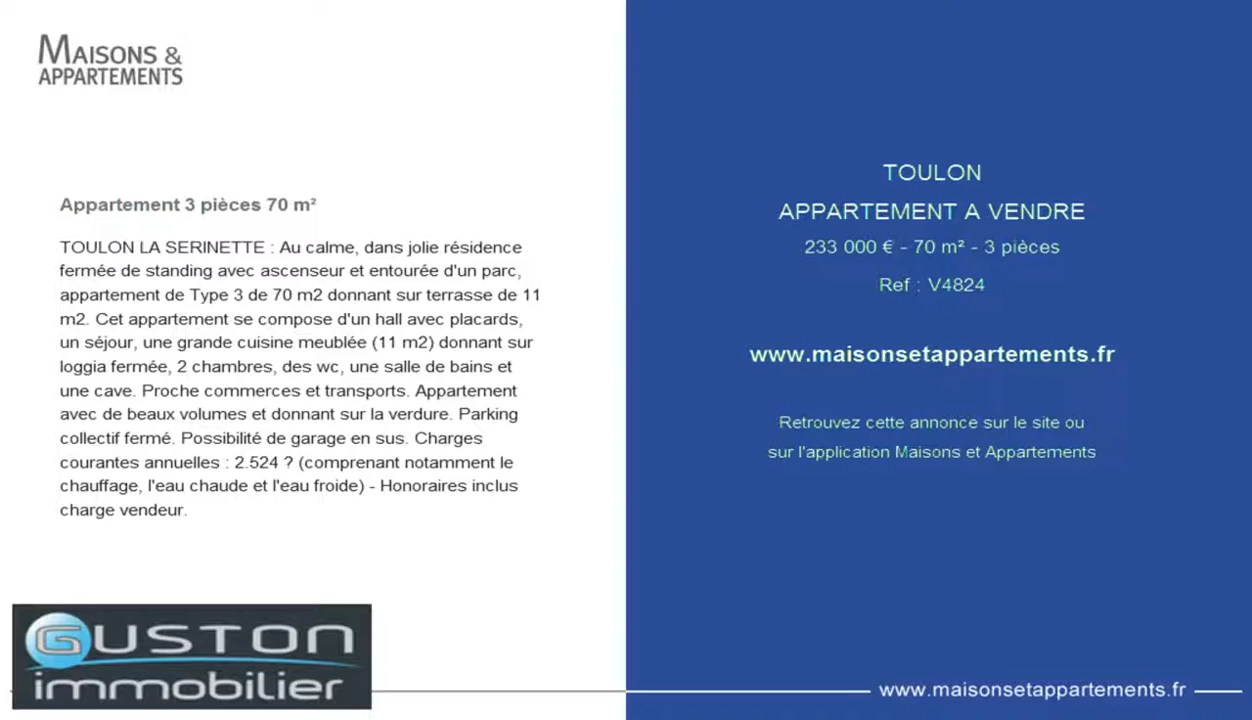 MAISONS &
APPARTEMENTS
Appartement 3 pièces 70 m²
TOULON LA SERINETTE : Au calme, dans jolie résidence
fermée de standing avec ascenseur et entourée d'un parc,
appartement de Type 3 de 70 m2 donnant sur terrasse de 11
m2. Cet appartement se compose d'un hall avec placards,
un séjour, une grande cuisine meublée (11 m2) donnant sur
loggia fermée, 2 chambres, des wc, une salle de bains et
une cave. Proche commerces et transports. Appartement
avec de beaux volumes et donnant sur la verdure. Parking
collectif fermé. Possibilité de garage en sus. Charges
courantes annuelles : 2.524 ? (comprenant notamment le
chauffage, l'eau chaude et l'eau froide) - Honoraires inclus
charge vendeur.
GUSTON
immobilier
TOULON
APPARTEMENT A VENDRE
233 000 € - 70 m² - 3 pièces
Ref : V4824
www.maisonsetappartements.fr
Retrouvez cette annonce sur le site ou
sur l'application Maisons et Appartements
www.maisonsetappartements.fr